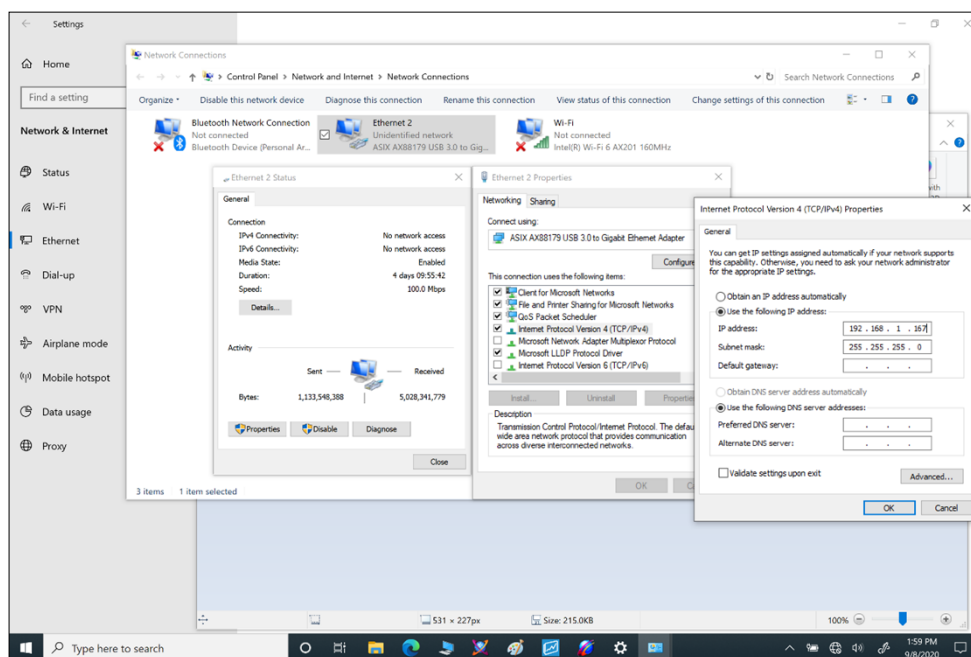 Settings
Home
Find a setting
Network & Internet
Status
Wi-Fi
Ethernet
Dial-up
VPN
Airplane mode
Mobile hotspot
Data usage
Proxy
Network Connections
Control Panel > Network and Internet > Network Connections
Search Network Connections
Organize
Disable this network device
Diagnose this connection
Rename this connection
View status of this connection
Change settings of this connection
Bluetooth Network Connection
Not connected
Bluetooth Device (Personal Ar...
Ethernet 2
Unidentified network
ASIX AX88179 USB 3.0 to Gig...
Wi-Fi
Not connected
Intel(R) Wi-Fi 6 AX201 160MHz
3 items
1 item selected
Ethernet 2 Status
General
Connection
IPv4 Connectivity: No network access
IPv6 Connectivity: No network access
Media State: Enabled
Duration: 4 days 09:55:42
Speed: 100.0 Mbps
Details...
Activity
Sent
Received
Bytes: 1,133,548,388 5,028,341,779
Properties
Disable
Diagnose
Close
Ethernet 2 Properties
Networking
Sharing
Connect using:
ASIX AX88179 USB 3.0 to Gigabit Ethernet Adapter
Configure
This connection uses the following items:
Client for Microsoft Networks
File and Printer Sharing for Microsoft Networks
QoS Packet Scheduler
Internet Protocol Version 4 (TCP/IPv4)
Microsoft Network Adapter Multiplexor Protocol
Microsoft LLDP Protocol Driver
Internet Protocol Version 6 (TCP/IPv6)
Install...
Uninstall
Propertie
Description
Transmission Control Protocol/Internet Protocol. The defau
wide area network protocol that provides communication
across diverse interconnected networks.
OK
Internet Protocol Version 4 (TCP/IPv4) Properties
General
You can get IP settings assigned automatically if your network supports
this capability. Otherwise, you need to ask your network administrator
for the appropriate IP settings.
Obtain an IP address automatically
Use the following IP address:
IP address: 192 . 168 . 1 . 167
Subnet mask: 255 . 255 . 255 . 0
Default gateway: . . .
Obtain DNS server address automatically
Use the following DNS server addresses:
Preferred DNS server: . . .
Alternate DNS server: . . .
Validate settings upon exit
Advanced...
OK
Cancel
531 × 227px
Size: 215.0KB
100%
Type here to search
1:59 PM
9/8/2020